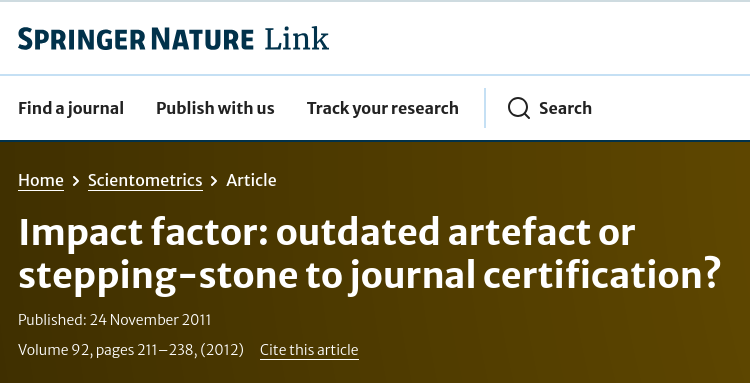 SPRINGER NATURE Link
Find a journal Publish with us Track your research Search
Home > Scientometrics > Article
Impact factor: outdated artefact or
stepping-stone to journal certification?
Published: 24 November 2011
Volume 92, pages 211–238, (2012) Cite this article